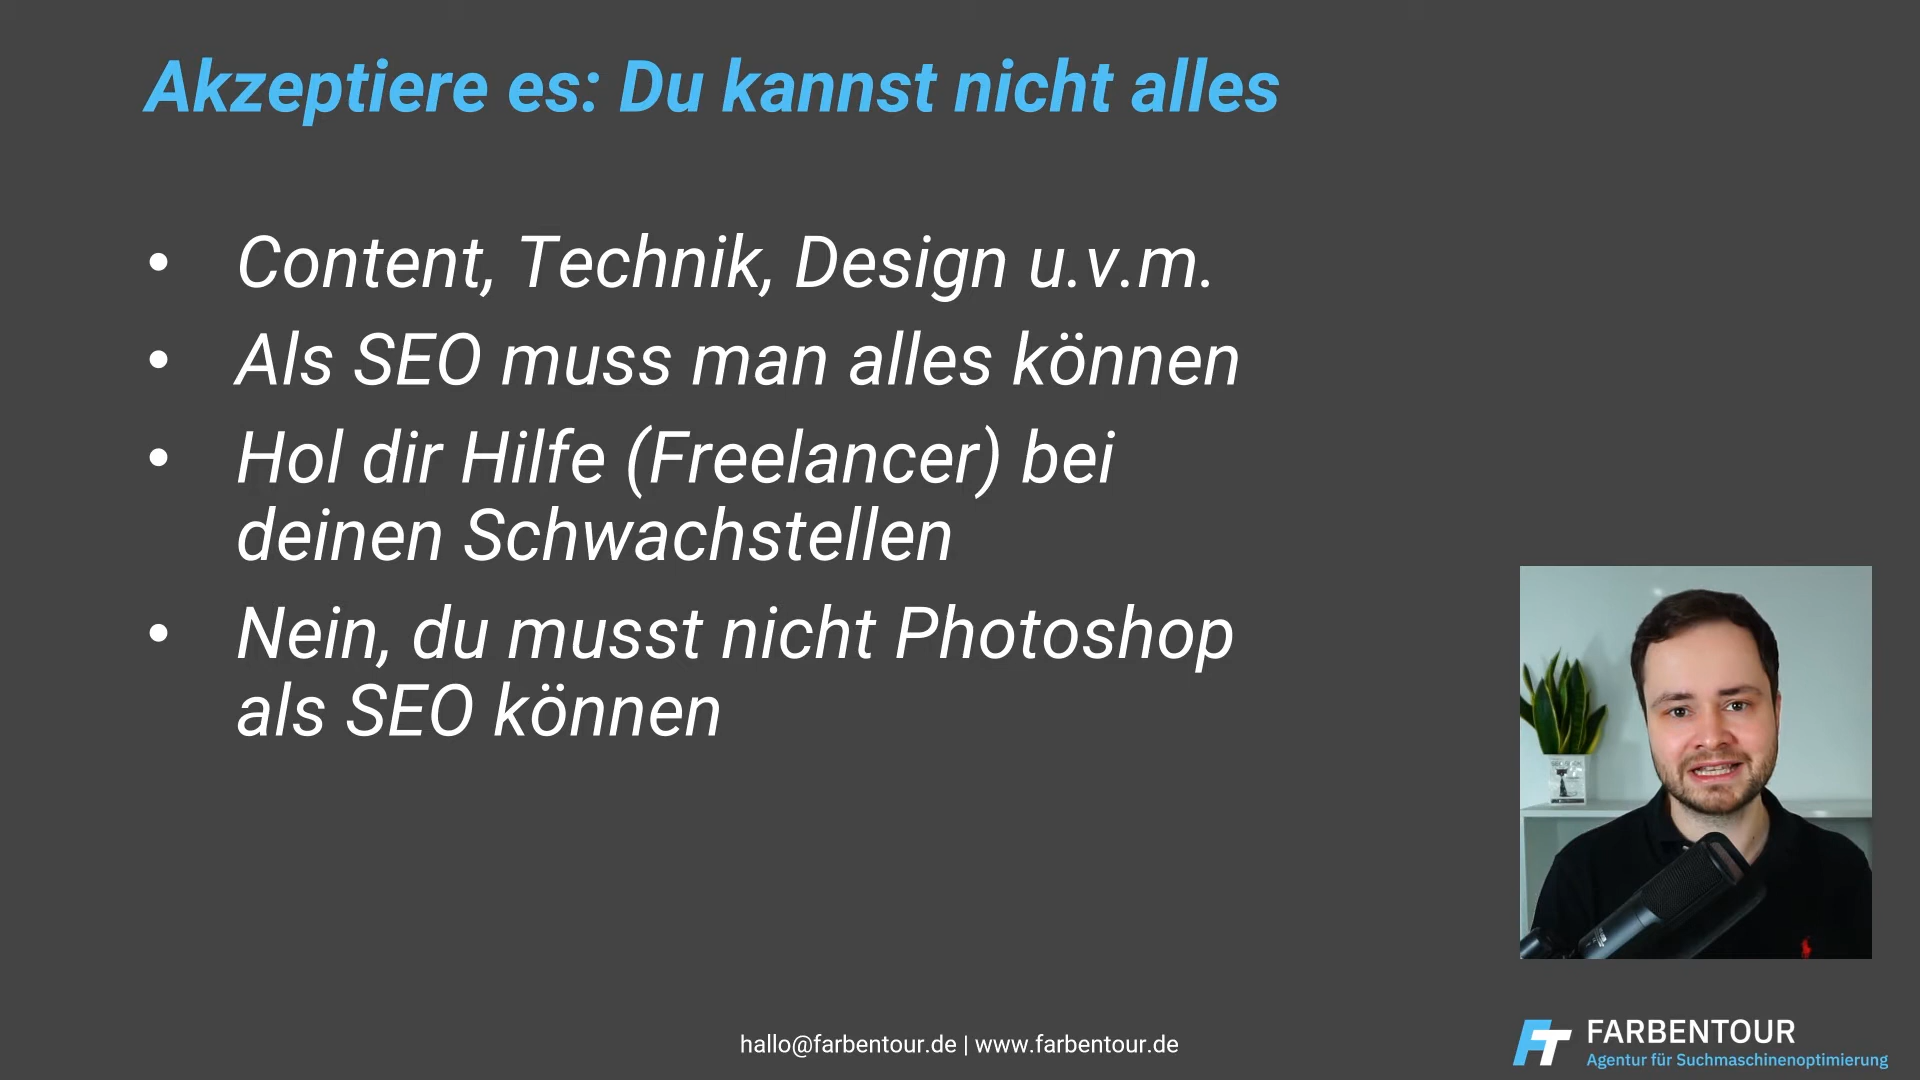 Akzeptiere es: Du kannst nicht alles
• Content, Technik, Design u.v.m.
• Als SEO muss man alles können
• Hol dir Hilfe (Freelancer) bei
deinen Schwachstellen
• Nein, du musst nicht Photoshop
als SEO können
hallo@farbentour.de | www.farbentour.de
FT FARBENTOUR
Agentur für Suchmaschinenoptimierung